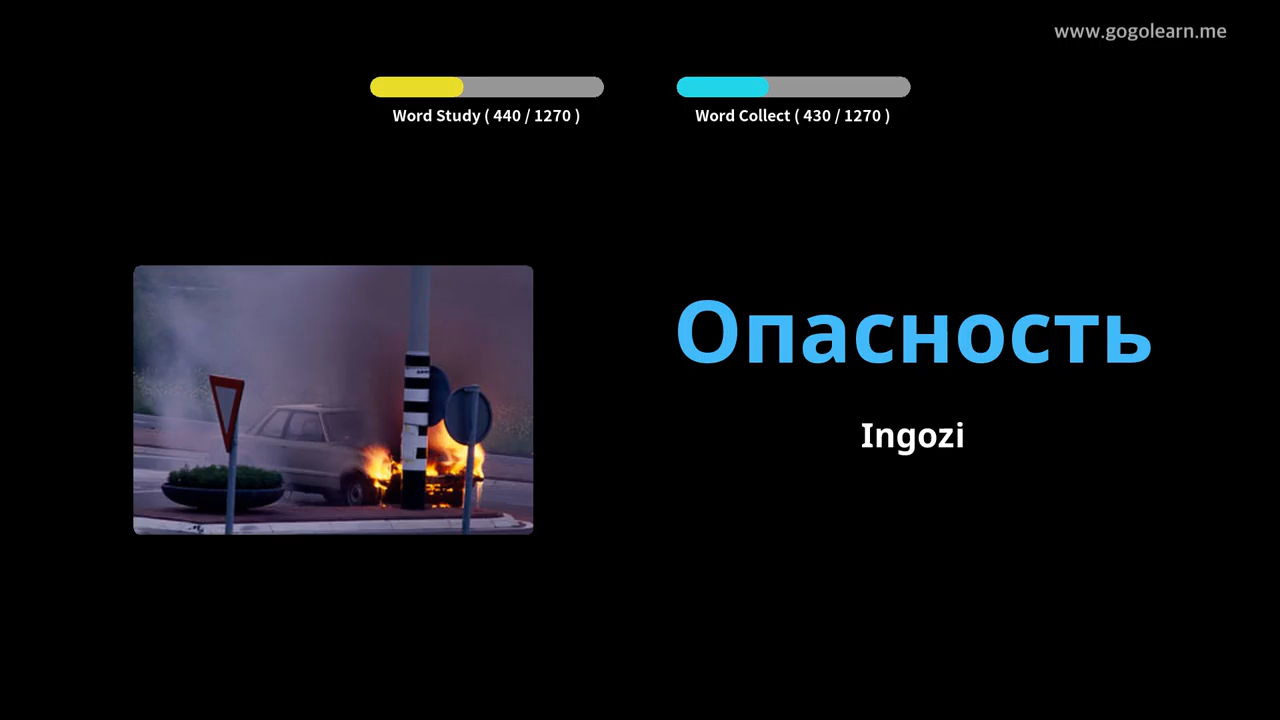 www.gogolearn.me
Word Study ( 440 / 1270 )
Word Collect ( 430 / 1270 )
Опасность
Ingozi